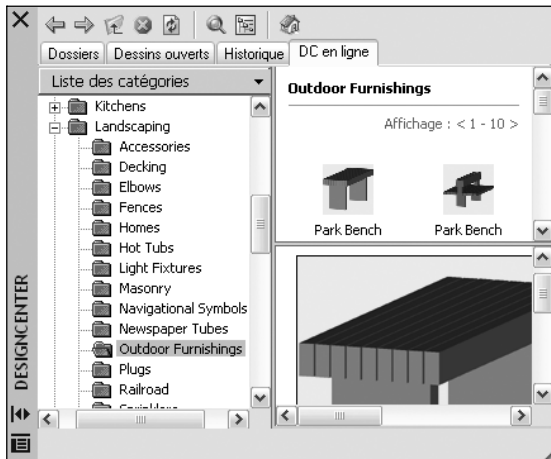 Dossiers Dessins ouverts Historique DC en ligne
Liste des catégories
Kitchens
Landscaping
Accessories
Decking
Elbows
Fences
Homes
Hot Tubs
Light Fixtures
Masonry
Navigational Symbols
Newspaper Tubes
Outdoor Furnishings
Plugs
Railroad
Outdoor Furnishings
Affichage : < 1 - 10 >
Park Bench Park Bench
DESIGNCENTER